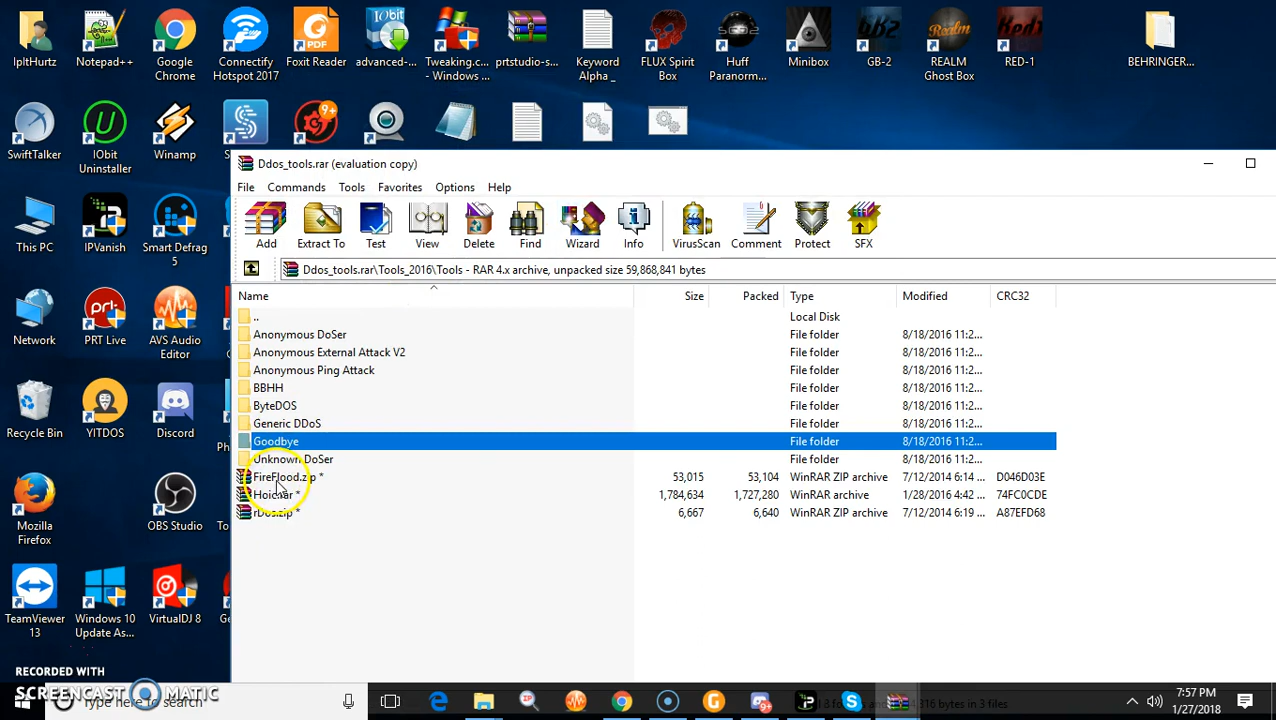 IpItHurtz
Notepad++
Google
Chrome
Connectify
Hotspot 2017
Foxit Reader
advanced-...
Tweaking.c...
- Windows ...
prtstudio-s...
Keyword
Alpha _
FLUX Spirit
Box
Huff
Paranorm...
Minibox
GB-2
REALM
Ghost Box
RED-1
BEHRINGER...
9+
SwiftTalker
IObit
Uninstaller
Winamp
Ddos_tools.rar (evaluation copy)
File Commands Tools Favorites Options Help
Add Extract To Test View Delete Find Wizard Info VirusScan Comment Protect SFX
Ddos_tools.rar\Tools_2016\Tools - RAR 4.x archive, unpacked size 59,868,841 bytes
Name Size Packed Type Modified CRC32
.. Local Disk
Anonymous DoSer File folder 8/18/2016 11:2...
Anonymous External Attack V2 File folder 8/18/2016 11:2...
Anonymous Ping Attack File folder 8/18/2016 11:2...
BBHH File folder 8/18/2016 11:2...
ByteDOS File folder 8/18/2016 11:2...
Generic DDoS File folder 8/18/2016 11:2...
Goodbye File folder 8/18/2016 11:2...
Unknown DoSer File folder 8/18/2016 11:2...
FireFlood.zip * 53,015 53,104 WinRAR ZIP archive 7/12/2014 6:14 ... D046D03E
1,784,634 1,727,280 WinRAR archive 1/28/2016 4:42 ... 74FC0CDE
rDos.zip * 6,667 6,640 WinRAR ZIP archive 7/12/2014 6:19 ... A87EFD68
This PC
IPVanish
Smart Defrag
5
Network
PRT Live
AVS Audio
Editor
Recycle Bin
YITDOS
Discord
Mozilla
Firefox
OBS Studio
TeamViewer
13
Windows 10
Update As...
VirtualDJ 8
RECORDED WITH
SCREENCAST MATIC
Type here to search
7:57 PM
1/27/2018